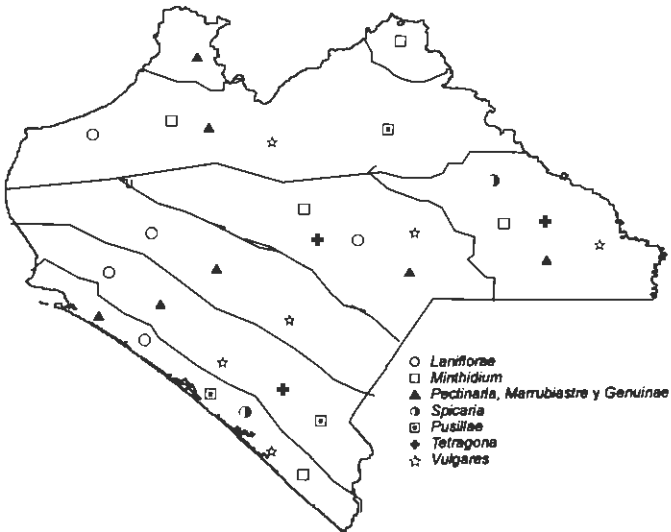 Laniflorae
Minthidium
Pectinaria, Marrubiastre y Genuinae
Spicaria
Pusillae
Tetragona
Vulgares